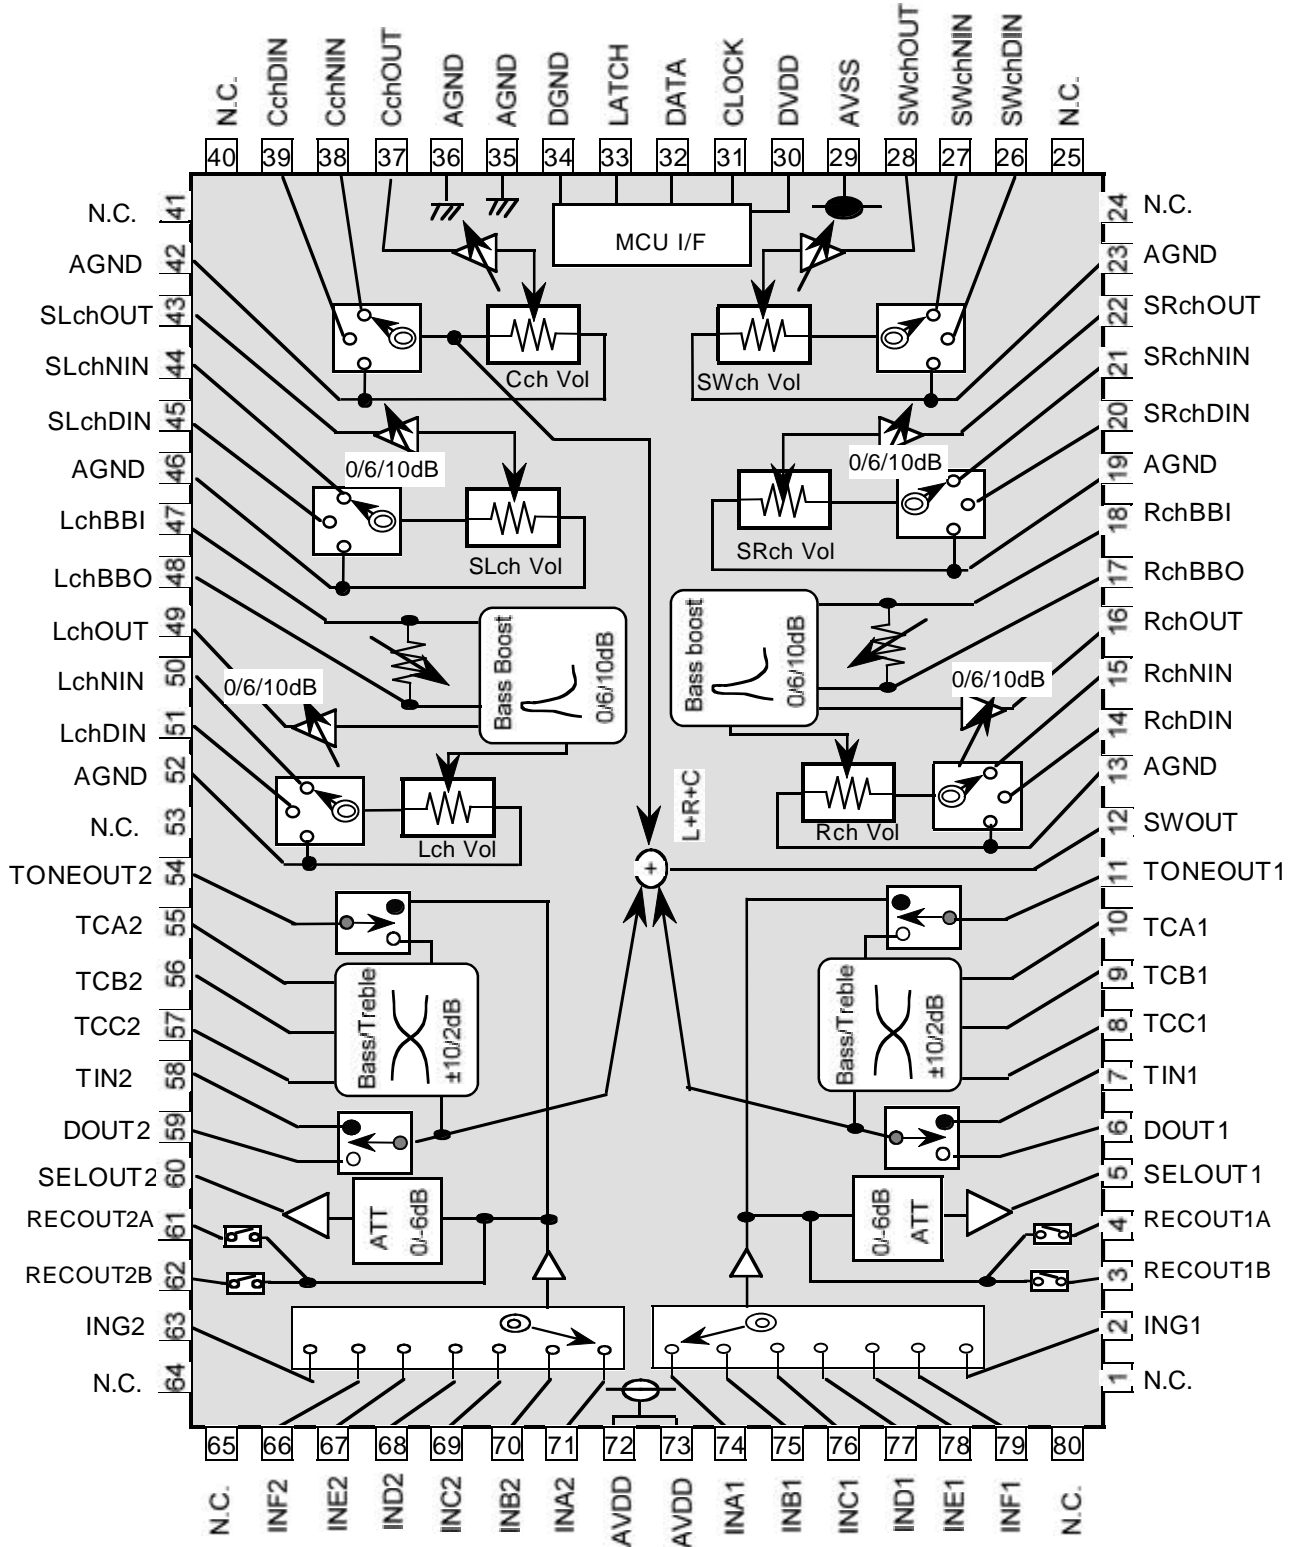 N.C. CchDIN CchNIN CchOUT AGND AGND DGND LATCH DATA CLOCK DVDD AVSS SWchOUT SWchNIN SWchDIN N.C.
40 39 38 37 36 35 34 33 32 31 30 29 28 27 26 25
N.C. 41
AGND 42
SLchOUT 43
SLchNIN 44
SLchDIN 45
AGND 46
LchBBI 47
LchBBO 48
LchOUT 49
LchNIN 50
LchDIN 51
AGND 52
N.C. 53
TONEOUT2 54
TCA2 55
TCB2 56
TCC2 57
TIN2 58
DOUT2 59
SELOUT2 60
RECOUT2A 61
RECOUT2B 62
ING2 63
N.C. 64
MCU I/F
Cch Vol
SWch Vol
0/6/10dB
0/6/10dB
SLch Vol
SRch Vol
Bass Boost
0/6/10dB
Bass boost
0/6/10dB
0/6/10dB
0/6/10dB
Lch Vol
Rch Vol
L+R+C
+
Bass/Treble
±10/2dB
Bass/Treble
±10/2dB
ATT
0/-6dB
0/-6dB
ATT
24 N.C.
23 AGND
22 SRchOUT
21 SRchNIN
20 SRchDIN
19 AGND
18 RchBBI
17 RchBBO
16 RchOUT
15 RchNIN
14 RchDIN
13 AGND
12 SWOUT
11 TONEOUT1
10 TCA1
9 TCB1
8 TCC1
7 TIN1
6 DOUT1
5 SELOUT1
4 RECOUT1A
3 RECOUT1B
2 ING1
1 N.C.
65 66 67 68 69 70 71 72 73 74 75 76 77 78 79 80
N.C. INF2 INE2 IND2 INC2 INB2 INA2 AVDD AVDD INA1 INB1 INC1 IND1 INE1 INF1 N.C.